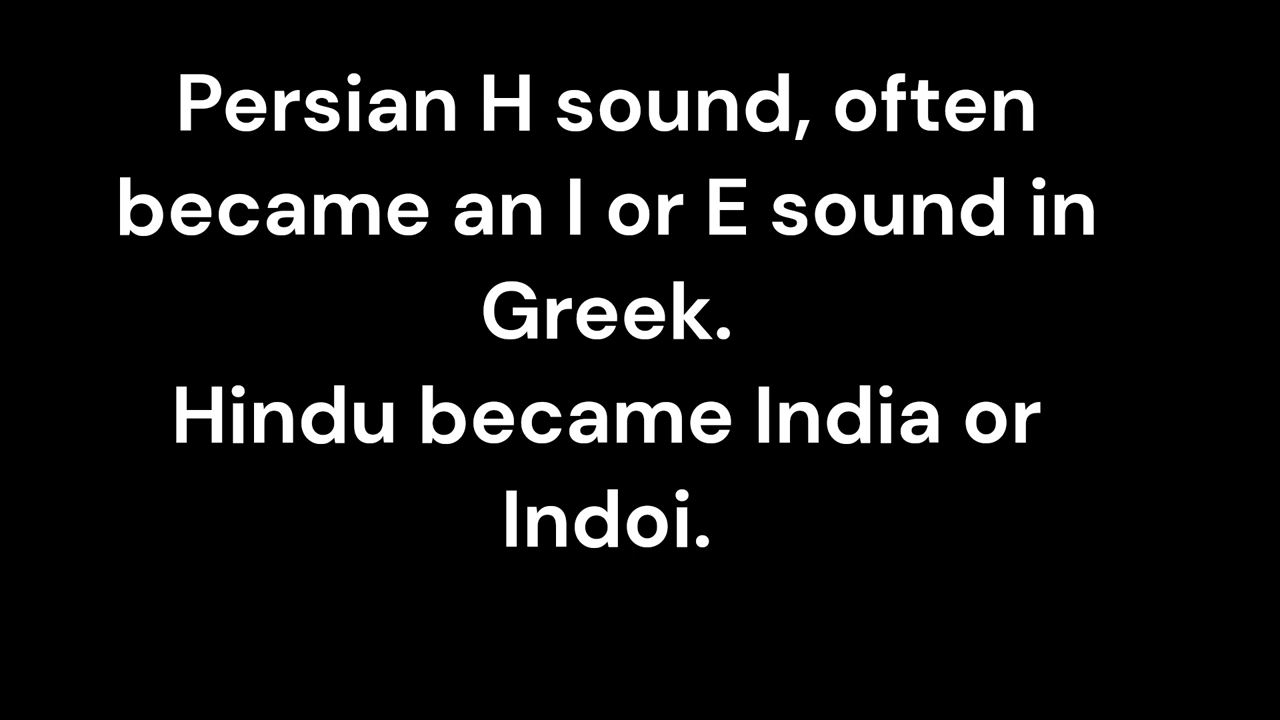 Persian H sound, often
became an I or E sound in
Greek.
Hindu became India or
Indoi.